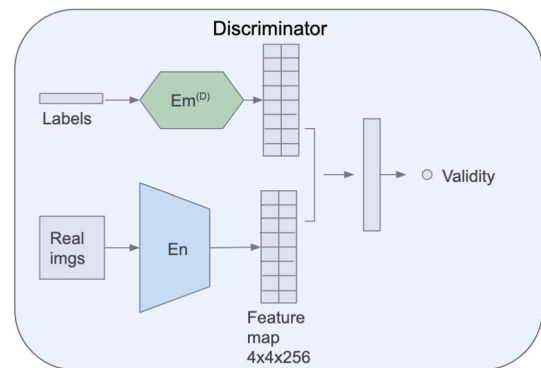 Discriminator
Em(D)
Labels
Validity
Real
imgs
En
Feature
map
4x4x256